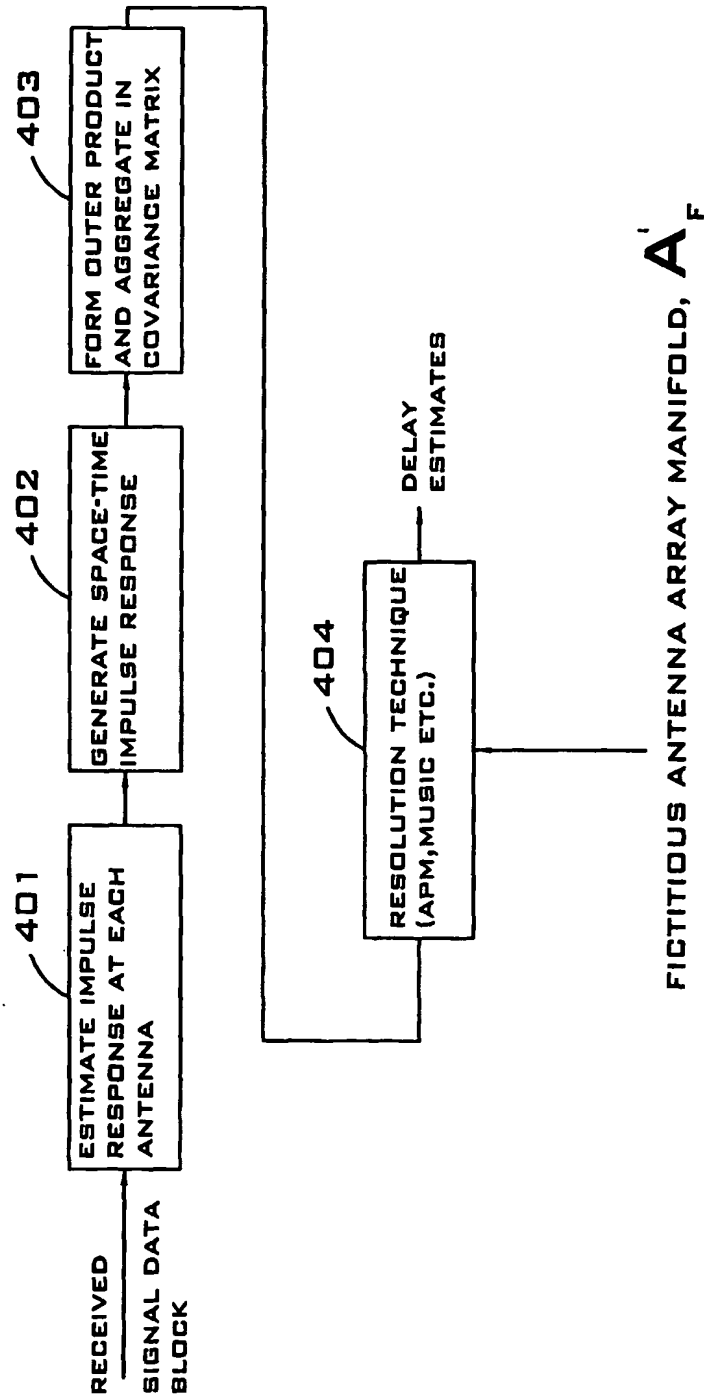 RECEIVED
SIGNAL DATA
BLOCK
401
ESTIMATE IMPULSE
RESPONSE AT EACH
ANTENNA
402
GENERATE SPACE-TIME
IMPULSE RESPONSE
403
FORM OUTER PRODUCT
AND AGGREGATE IN
COVARIANCE MATRIX
404
RESOLUTION TECHNIQUE
(APM,MUSIC ETC.)
DELAY
ESTIMATES
FICTITIOUS ANTENNA ARRAY MANIFOLD, A'F